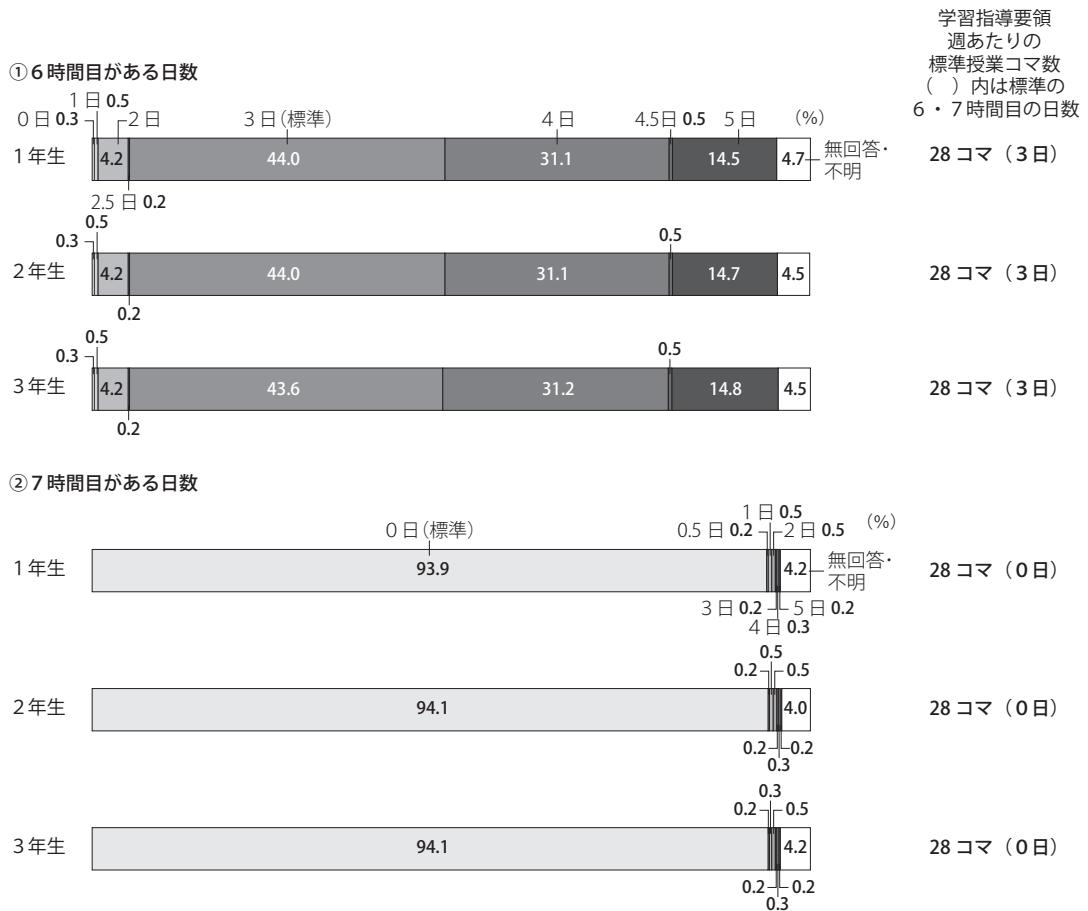 学習指導要領
週あたりの
標準授業コマ数
（　）内は標準の
６・７時間目の日数
①６時間目がある日数
１日 0.5
０日 0.3 ２日 ３日（標準） ４日 4.5日 0.5 ５日 (%)
１年生 4.2 44.0 31.1 14.5 4.7 無回答・不明 28 コマ（３日）
2.5 日 0.2
0.5
0.3 0.5
２年生 4.2 44.0 31.1 14.7 4.5 28 コマ（３日）
0.2
0.5
0.3 0.5
３年生 4.2 43.6 31.2 14.8 4.5 28 コマ（３日）
0.2
②７時間目がある日数
１日 0.5
０日（標準） 0.5 日 0.2 ２日 0.5 (%)
１年生 93.9 4.2 無回答・不明 28 コマ（０日）
３日 0.2 ５日 0.2
４日 0.3
0.5
0.2 0.5
２年生 94.1 4.0 28 コマ（０日）
0.2 0.2
0.3
0.3
0.2 0.5
３年生 94.1 4.2 28 コマ（０日）
0.2 0.2
0.3